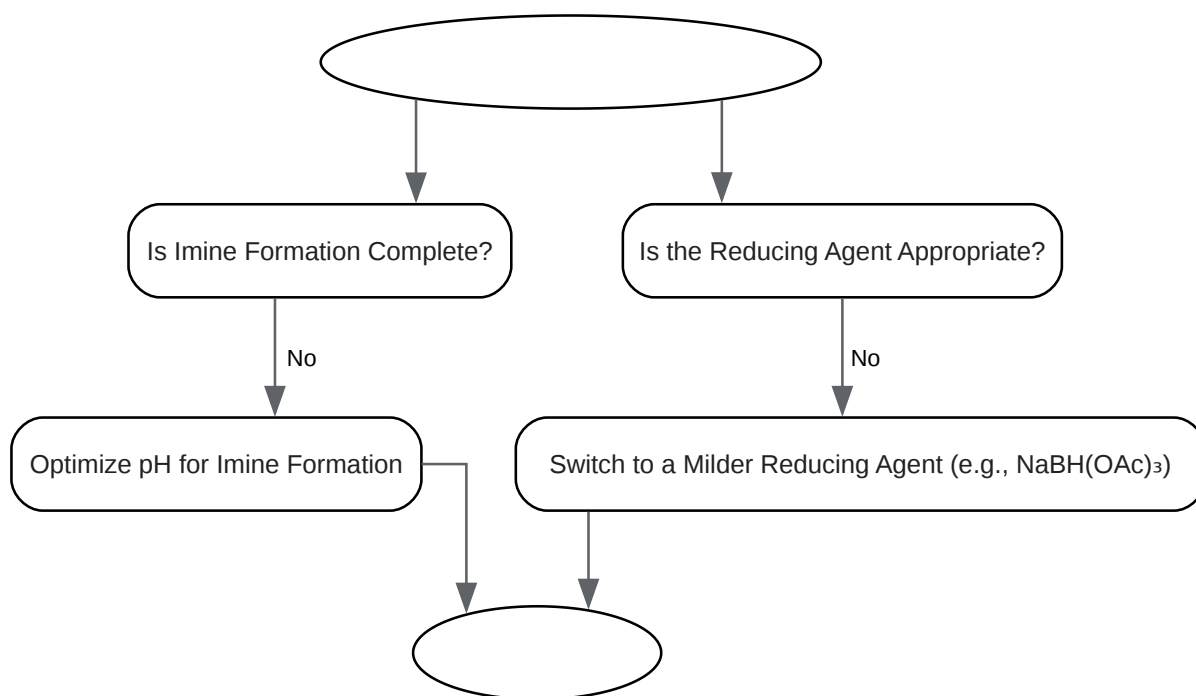 Is Imine Formation Complete?
Is the Reducing Agent Appropriate?
No
No
Optimize pH for Imine Formation
Switch to a Milder Reducing Agent (e.g., NaBH(OAc)₃)